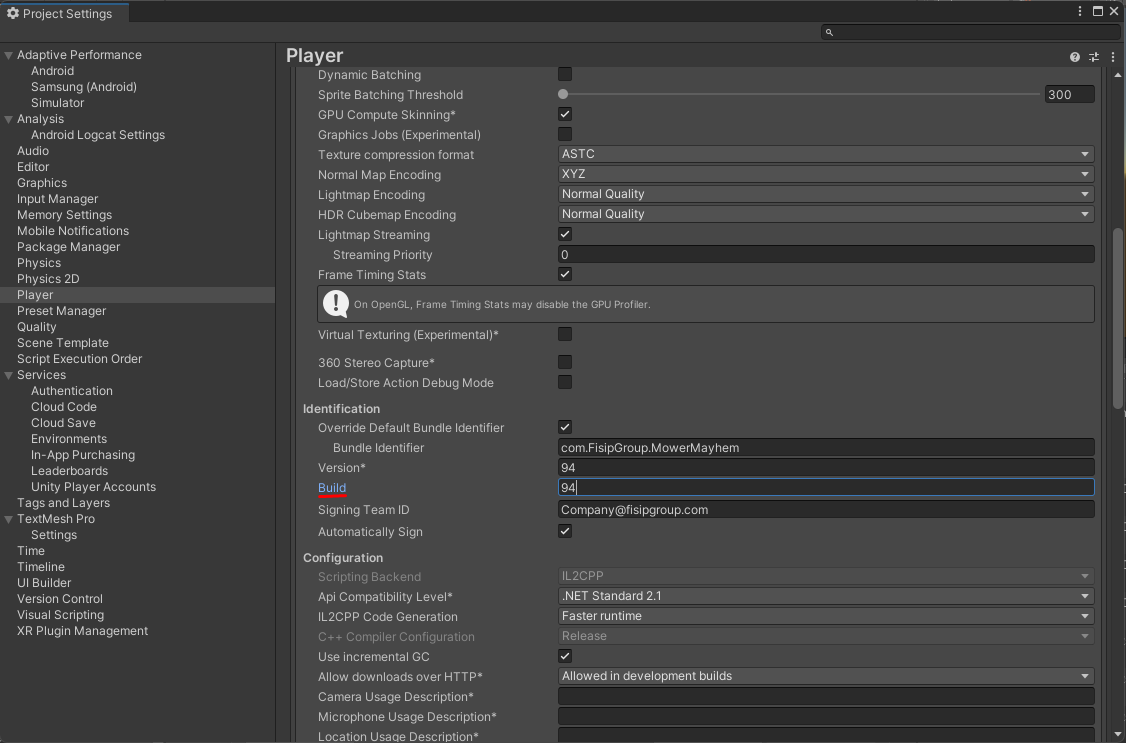 Project Settings
Adaptive Performance
Android
Samsung (Android)
Simulator
Analysis
Android Logcat Settings
Audio
Editor
Graphics
Input Manager
Memory Settings
Mobile Notifications
Package Manager
Physics
Physics 2D
Player
Preset Manager
Quality
Scene Template
Script Execution Order
Services
Authentication
Cloud Code
Cloud Save
Environments
In-App Purchasing
Leaderboards
Unity Player Accounts
Tags and Layers
TextMesh Pro
Settings
Time
Timeline
UI Builder
Version Control
Visual Scripting
XR Plugin Management
Player
Dynamic Batching
Sprite Batching Threshold 300
GPU Compute Skinning*
Graphics Jobs (Experimental)
Texture compression format ASTC
Normal Map Encoding XYZ
Lightmap Encoding Normal Quality
HDR Cubemap Encoding Normal Quality
Lightmap Streaming
Streaming Priority 0
Frame Timing Stats
On OpenGL, Frame Timing Stats may disable the GPU Profiler.
Virtual Texturing (Experimental)*
360 Stereo Capture*
Load/Store Action Debug Mode
Identification
Override Default Bundle Identifier
Bundle Identifier com.FisipGroup.MowerMayhem
Version* 94
Build 94
Signing Team ID Company@fisipgroup.com
Automatically Sign
Configuration
Scripting Backend IL2CPP
Api Compatibility Level* .NET Standard 2.1
IL2CPP Code Generation Faster runtime
C++ Compiler Configuration Release
Use incremental GC
Allow downloads over HTTP* Allowed in development builds
Camera Usage Description*
Microphone Usage Description*
Location Usage Description*